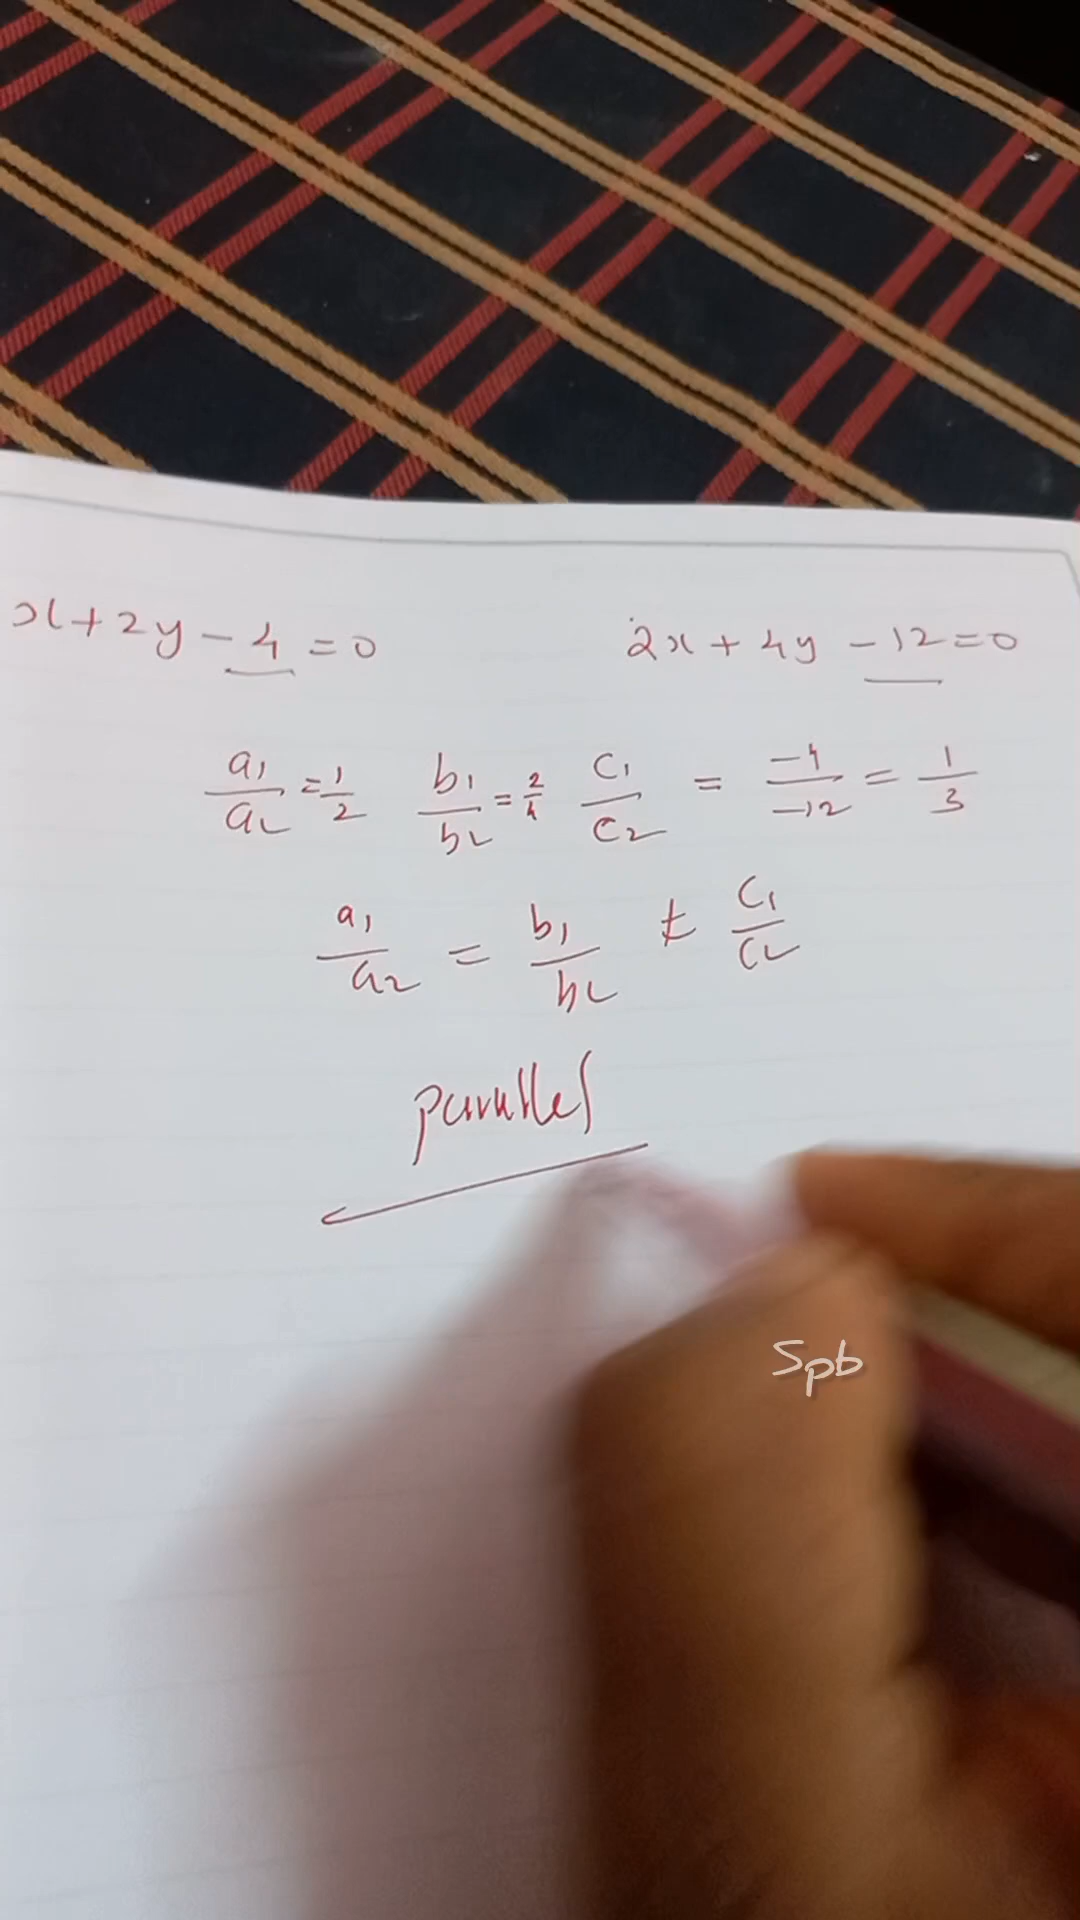 x+2y-4=0 2x+4y-12=0
a₁/a₂=1/2 b₁/b₂=2/4 c₁/c₂ = -4/-12 = 1/3
a₁/a₂ = b₁/b₂ ≠ c₁/c₂
parallel
Spb